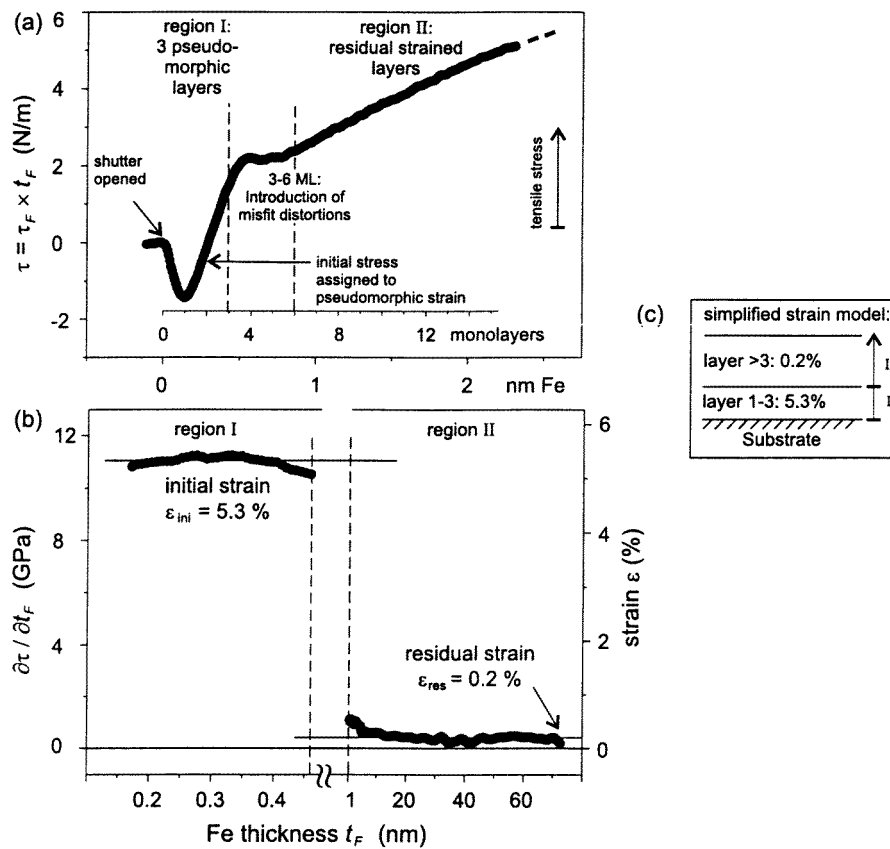 (a)
region I:
3 pseudo-
morphic
layers
region II:
residual strained
layers
6
4
2
0
-2
τ = τF × tF (N/m)
shutter
opened
3-6 ML:
Introduction of
misfit distortions
initial stress
assigned to
pseudomorphic strain
tensile stress
0 4 8 12 monolayers
0 1 2 nm Fe
(b)
region I
region II
12
8
4
0
∂τ / ∂tF (GPa)
initial strain
εini = 5.3 %
residual strain
εres = 0.2 %
6
4
2
0
strain ε (%)
0.2 0.3 0.4 1 20 40 60
Fe thickness tF (nm)
(c)
simplified strain model:
layer >3: 0.2%
layer 1-3: 5.3%
Substrate